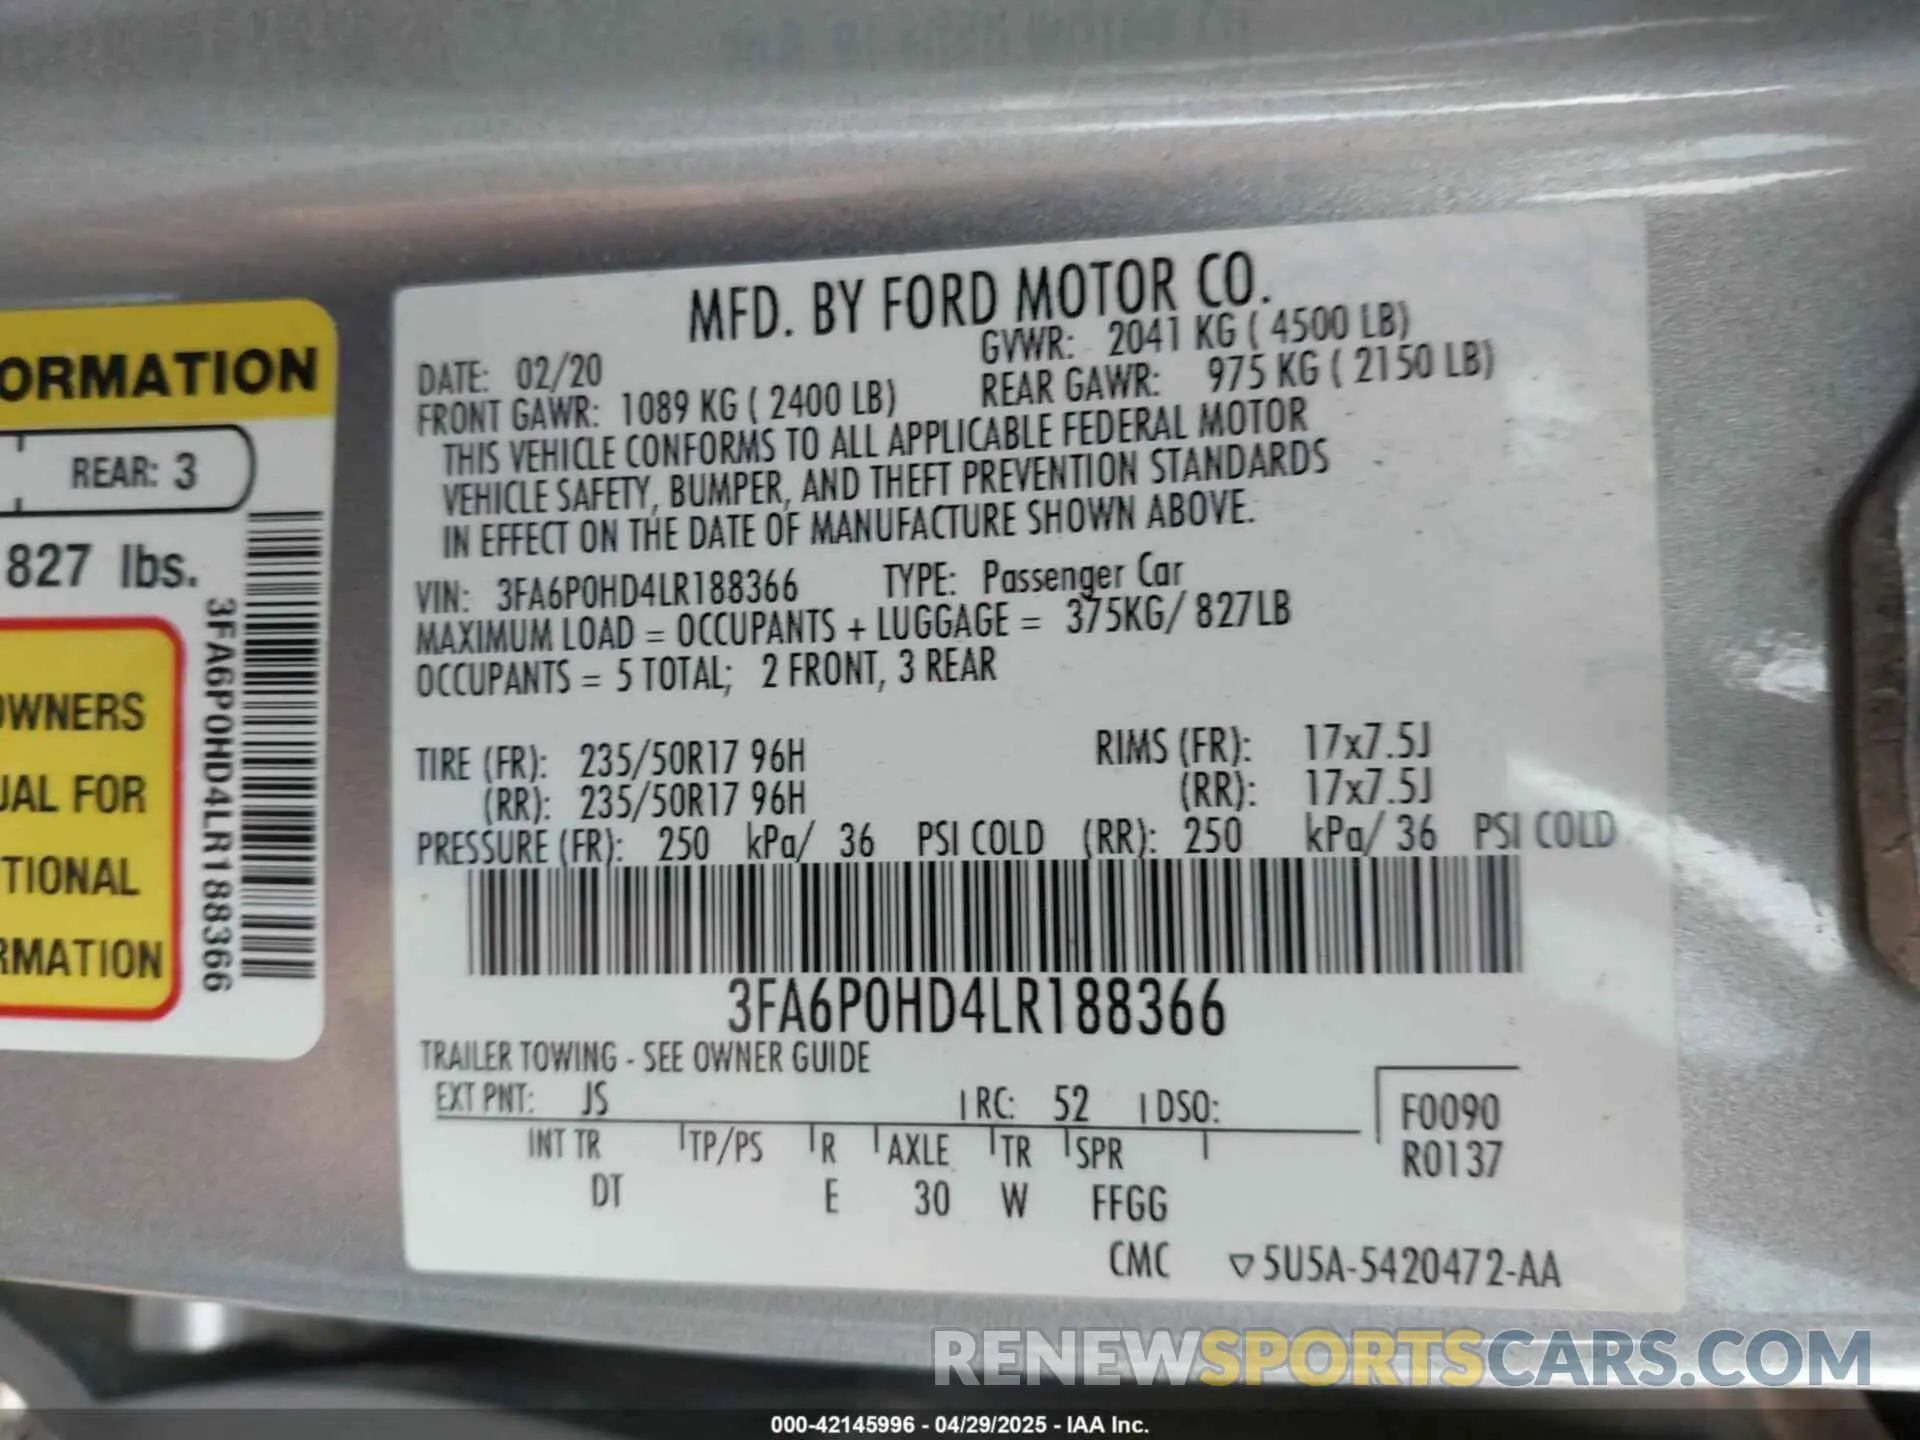 ORMATION
REAR: 3
827 lbs.
OWNERS
UAL FOR
TIONAL
RMATION
3FA6P0HD4LR188366
MFD. BY FORD MOTOR CO.
DATE: 02/20 GVWR: 2041 KG ( 4500 LB)
FRONT GAWR: 1089 KG ( 2400 LB) REAR GAWR: 975 KG ( 2150 LB)
THIS VEHICLE CONFORMS TO ALL APPLICABLE FEDERAL MOTOR
VEHICLE SAFETY, BUMPER, AND THEFT PREVENTION STANDARDS
IN EFFECT ON THE DATE OF MANUFACTURE SHOWN ABOVE.
VIN: 3FA6P0HD4LR188366 TYPE: Passenger Car
MAXIMUM LOAD = OCCUPANTS + LUGGAGE = 375KG/ 827LB
OCCUPANTS = 5 TOTAL; 2 FRONT, 3 REAR
TIRE (FR): 235/50R17 96H RIMS (FR): 17x7.5J
(RR): 235/50R17 96H (RR): 17x7.5J
PRESSURE (FR): 250 kPa/ 36 PSI COLD (RR): 250 kPa/ 36 PSI COLD
3FA6P0HD4LR188366
TRAILER TOWING - SEE OWNER GUIDE
EXT PNT: JS RC: 52 DSO: F0090
INT TR TP/PS R AXLE TR SPR R0137
DT E 30 W FFGG
CMC ▽5U5A-5420472-AA
RENEWSPORTSCARS.COM
000-42145996 - 04/29/2025 - IAA Inc.